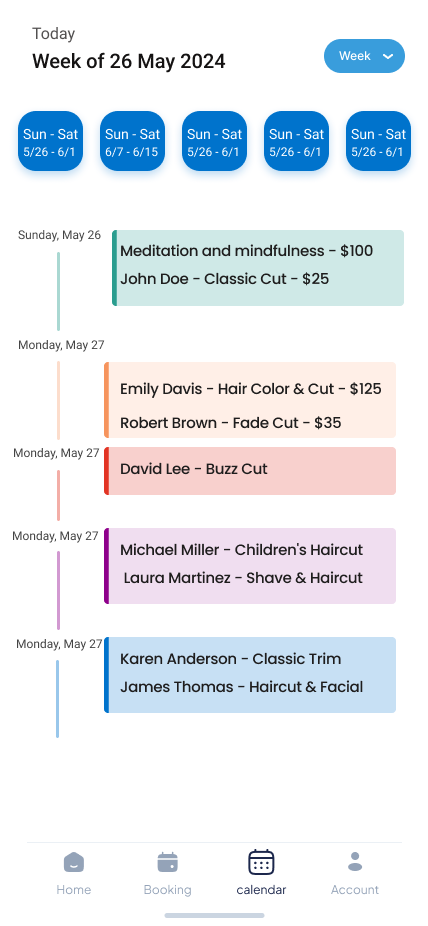 Today
Week of 26 May 2024
Week
Sun - Sat
5/26 - 6/1
Sun - Sat
6/7 - 6/15
Sun - Sat
5/26 - 6/1
Sun - Sat
5/26 - 6/1
Sun - Sat
5/26 - 6/1
Sunday, May 26
Meditation and mindfulness - $100
John Doe - Classic Cut - $25
Monday, May 27
Emily Davis - Hair Color & Cut - $125
Robert Brown - Fade Cut - $35
Monday, May 27
David Lee - Buzz Cut
Monday, May 27
Michael Miller - Children's Haircut
Laura Martinez - Shave & Haircut
Monday, May 27
Karen Anderson - Classic Trim
James Thomas - Haircut & Facial
Home
Booking
calendar
Account